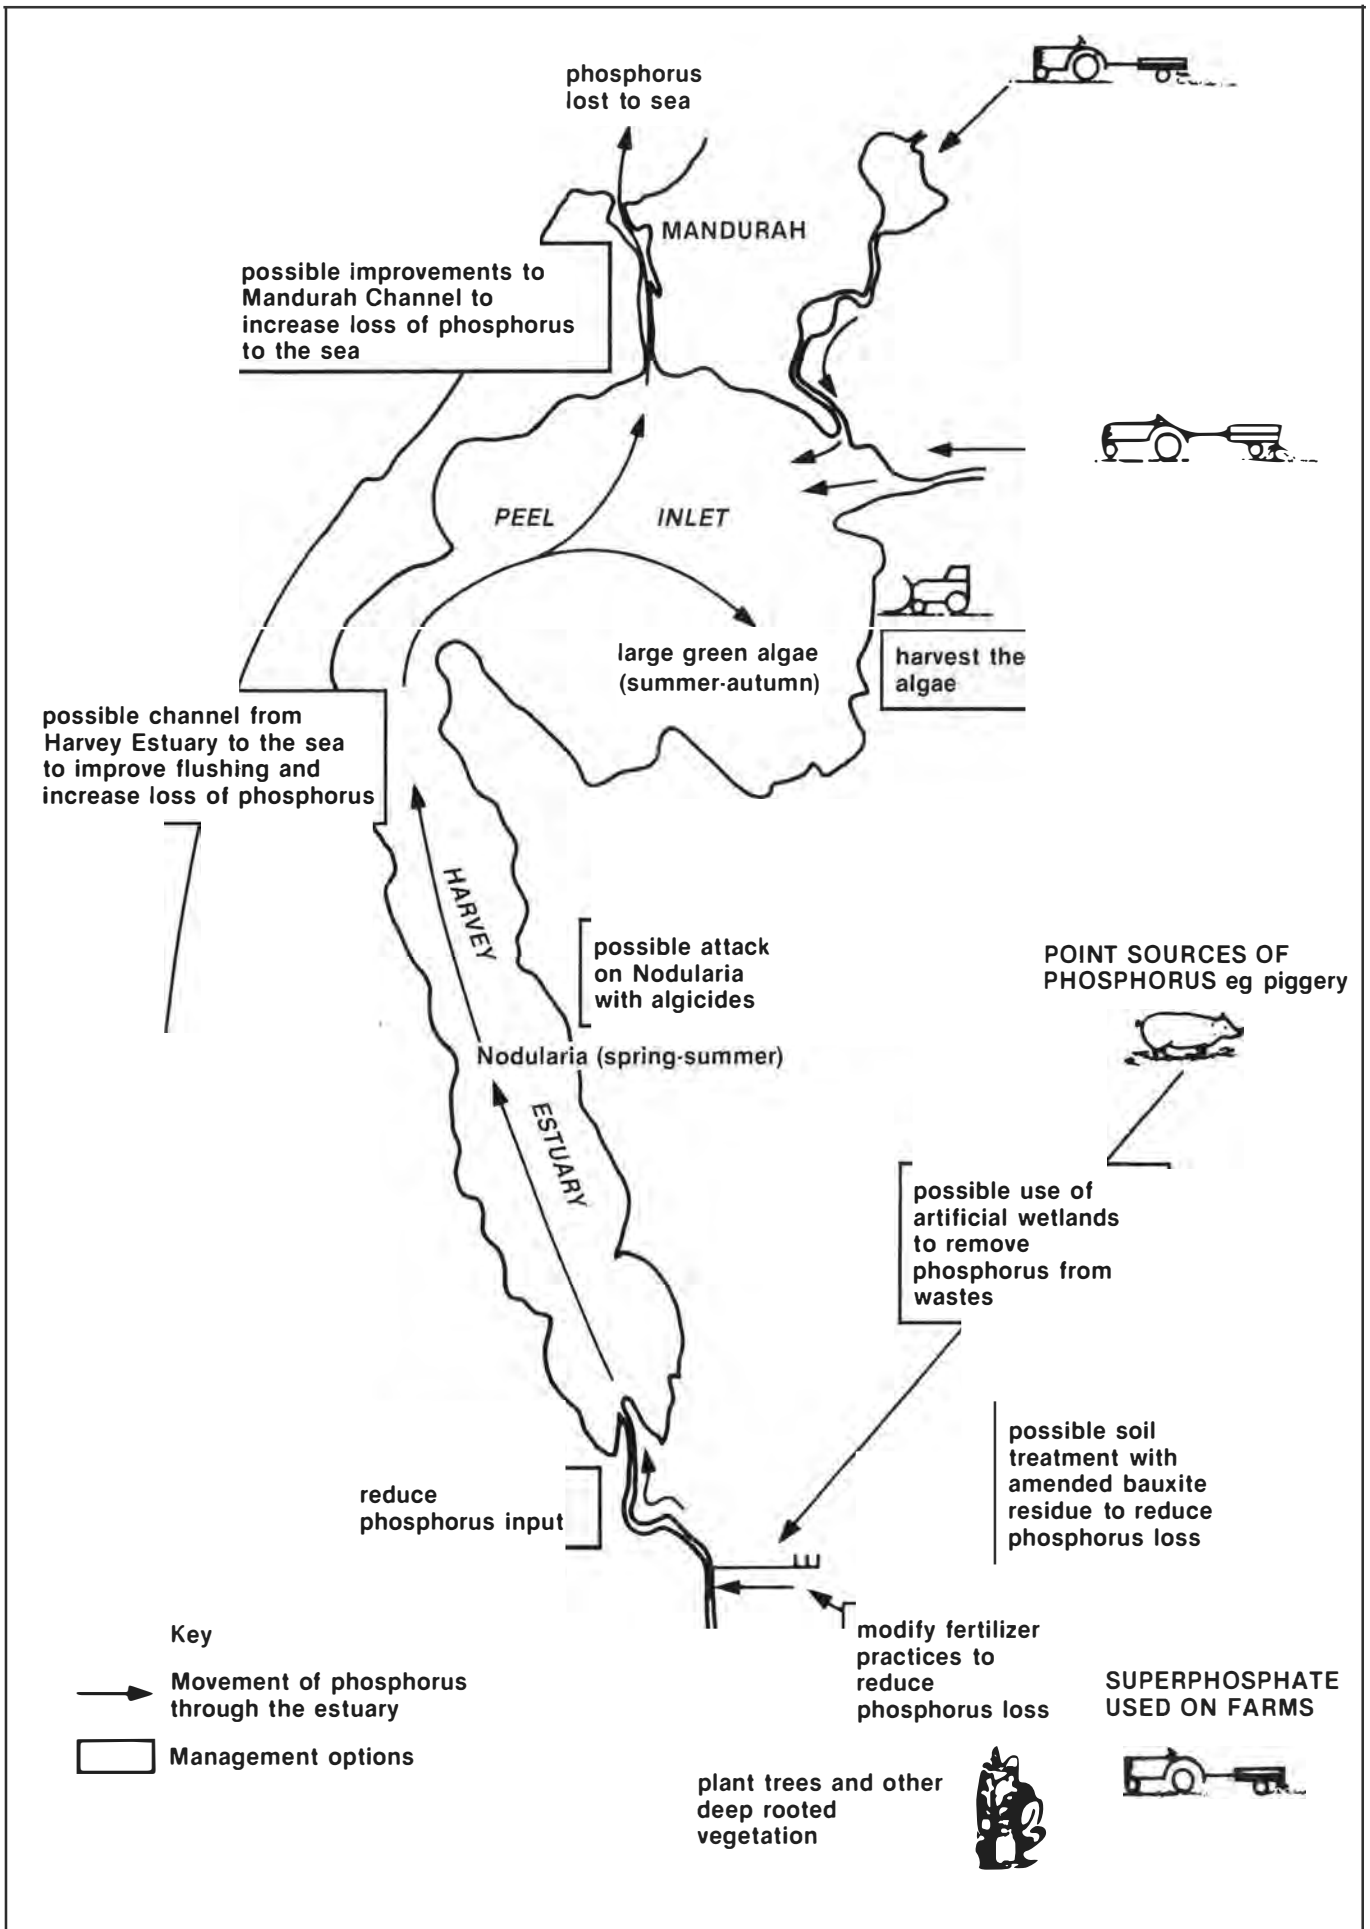 phosphorus
lost to sea
MANDURAH
possible improvements to
Mandurah Channel to
increase loss of phosphorus
to the sea
PEEL INLET
large green algae
(summer-autumn)
harvest the
algae
possible channel from
Harvey Estuary to the sea
to improve flushing and
increase loss of phosphorus
HARVEY
possible attack
on Nodularia
with algicides
POINT SOURCES OF
PHOSPHORUS eg piggery
Nodularia (spring-summer)
ESTUARY
possible use of
artificial wetlands
to remove
phosphorus from
wastes
possible soil
treatment with
amended bauxite
residue to reduce
phosphorus loss
reduce
phosphorus input
Key
Movement of phosphorus
through the estuary
Management options
modify fertilizer
practices to
reduce
phosphorus loss
SUPERPHOSPHATE
USED ON FARMS
plant trees and other
deep rooted
vegetation